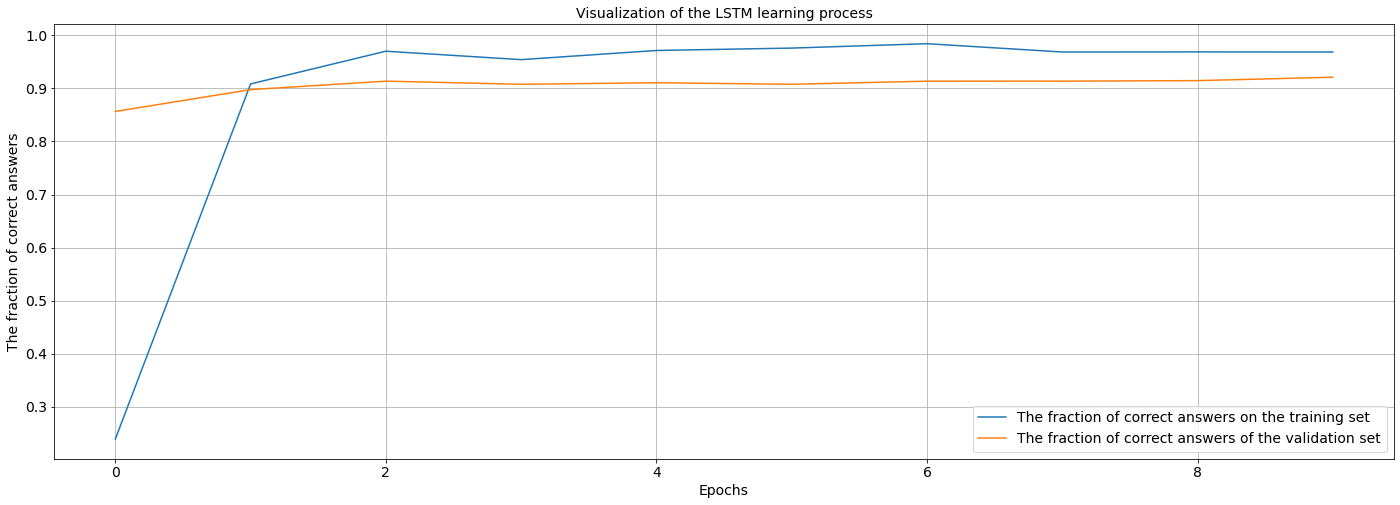 Visualization of the LSTM learning process
1.0
0.9
0.8
0.7
0.6
0.5
0.4
0.3
The fraction of correct answers
0
2
4
6
8
Epochs
The fraction of correct answers on the training set
The fraction of correct answers of the validation set